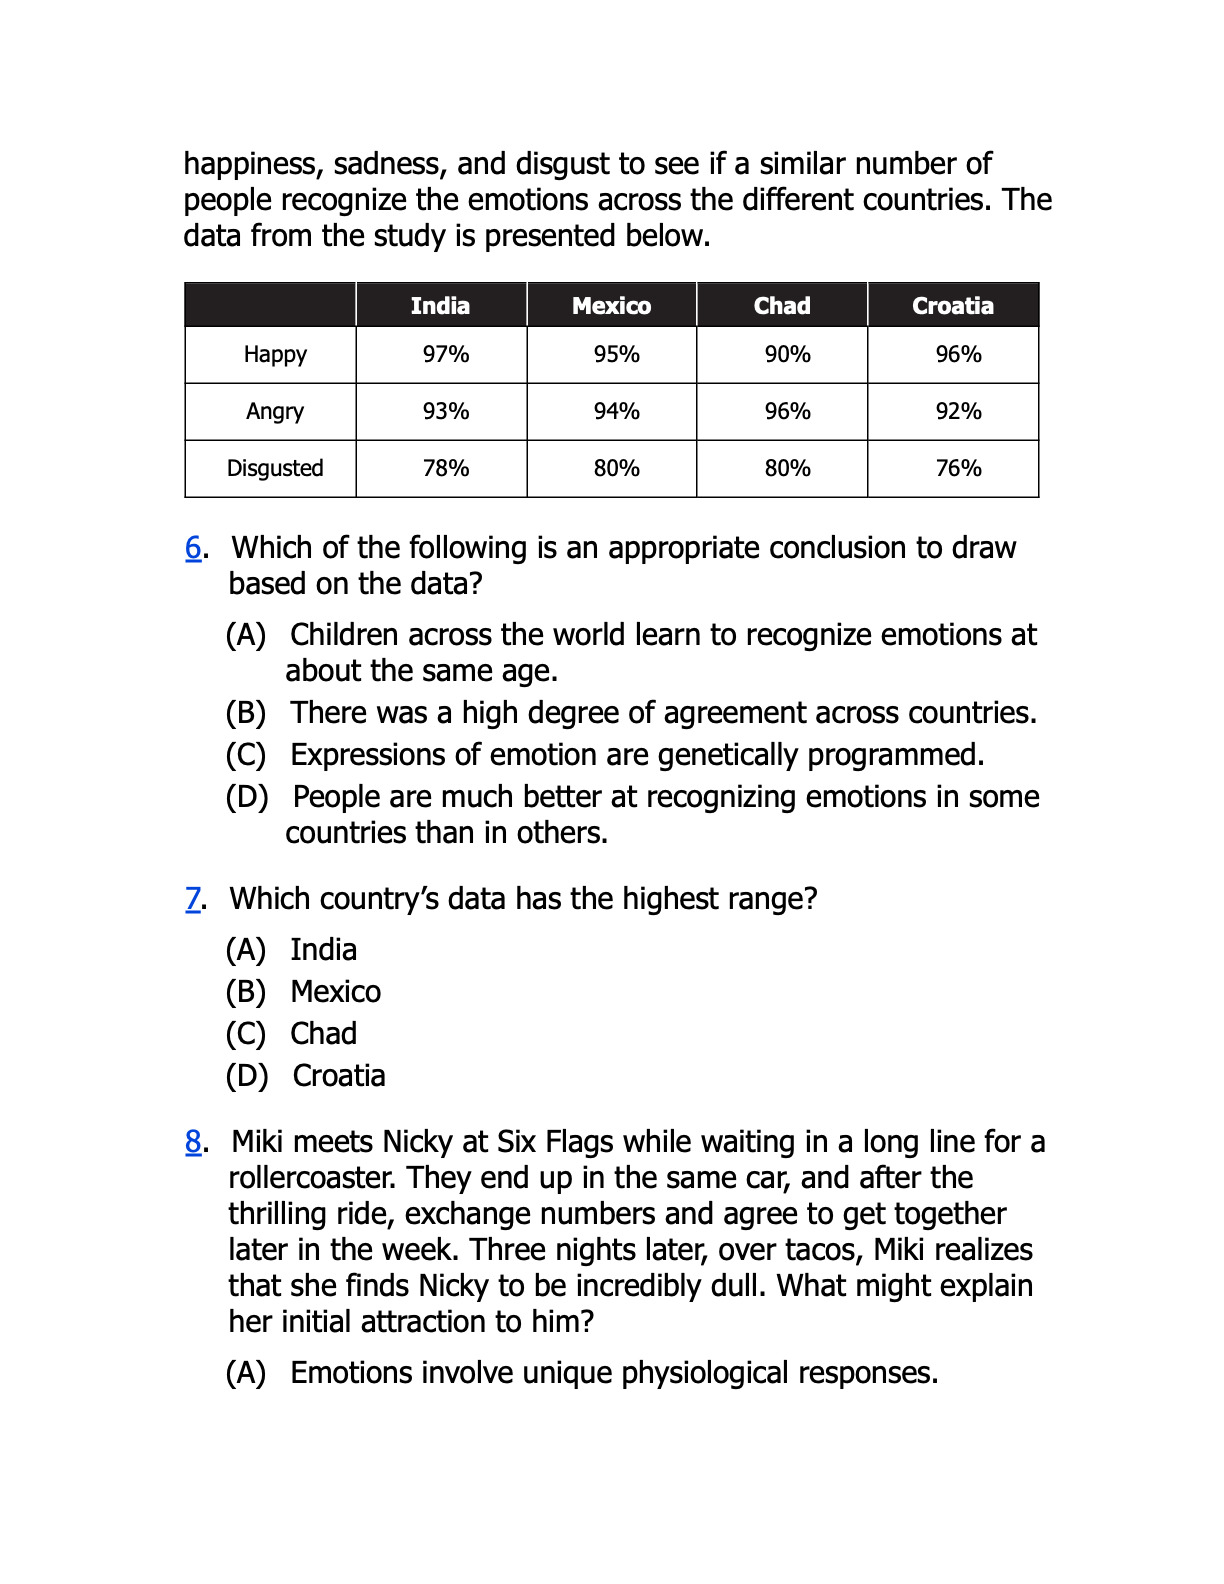 happiness, sadness, and disgust to see if a similar number of
people recognize the emotions across the different countries. The
data from the study is presented below.
India Mexico Chad Croatia
Happy 97% 95% 90% 96%
Angry 93% 94% 96% 92%
Disgusted 78% 80% 80% 76%
6. Which of the following is an appropriate conclusion to draw
based on the data?
(A) Children across the world learn to recognize emotions at
about the same age.
(B) There was a high degree of agreement across countries.
(C) Expressions of emotion are genetically programmed.
(D) People are much better at recognizing emotions in some
countries than in others.
7. Which country’s data has the highest range?
(A) India
(B) Mexico
(C) Chad
(D) Croatia
8. Miki meets Nicky at Six Flags while waiting in a long line for a
rollercoaster. They end up in the same car, and after the
thrilling ride, exchange numbers and agree to get together
later in the week. Three nights later, over tacos, Miki realizes
that she finds Nicky to be incredibly dull. What might explain
her initial attraction to him?
(A) Emotions involve unique physiological responses.